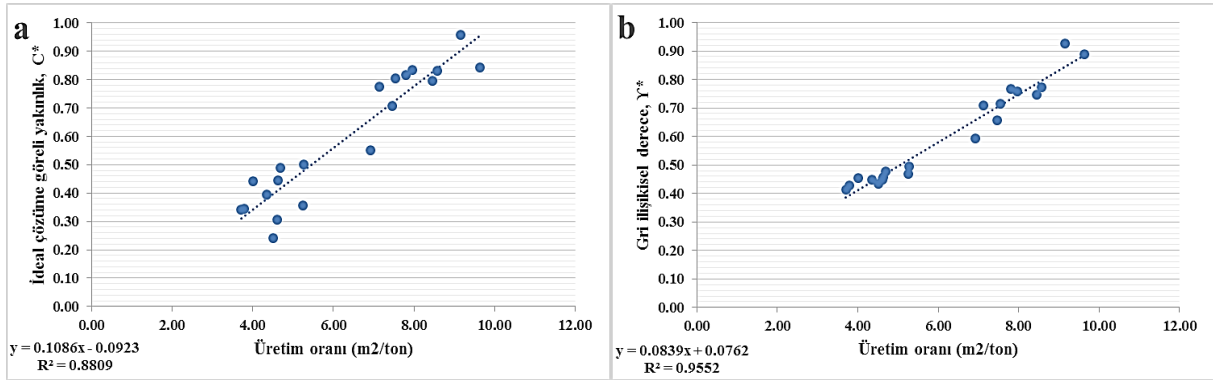 a
İdeal çözüme göreli yakınlık, C*
1.00
0.90
0.80
0.70
0.60
0.50
0.40
0.30
0.20
0.10
0.00
0.00 2.00 4.00 6.00 8.00 10.00 12.00
Üretim oranı (m2/ton)
y = 0.1086x - 0.0923
R² = 0.8809
b
Gri ilişikisel derece, ϒ*
1.00
0.90
0.80
0.70
0.60
0.50
0.40
0.30
0.20
0.10
0.00
0.00 2.00 4.00 6.00 8.00 10.00 12.00
Üretim oranı (m2/ton)
y = 0.0839x + 0.0762
R² = 0.9552